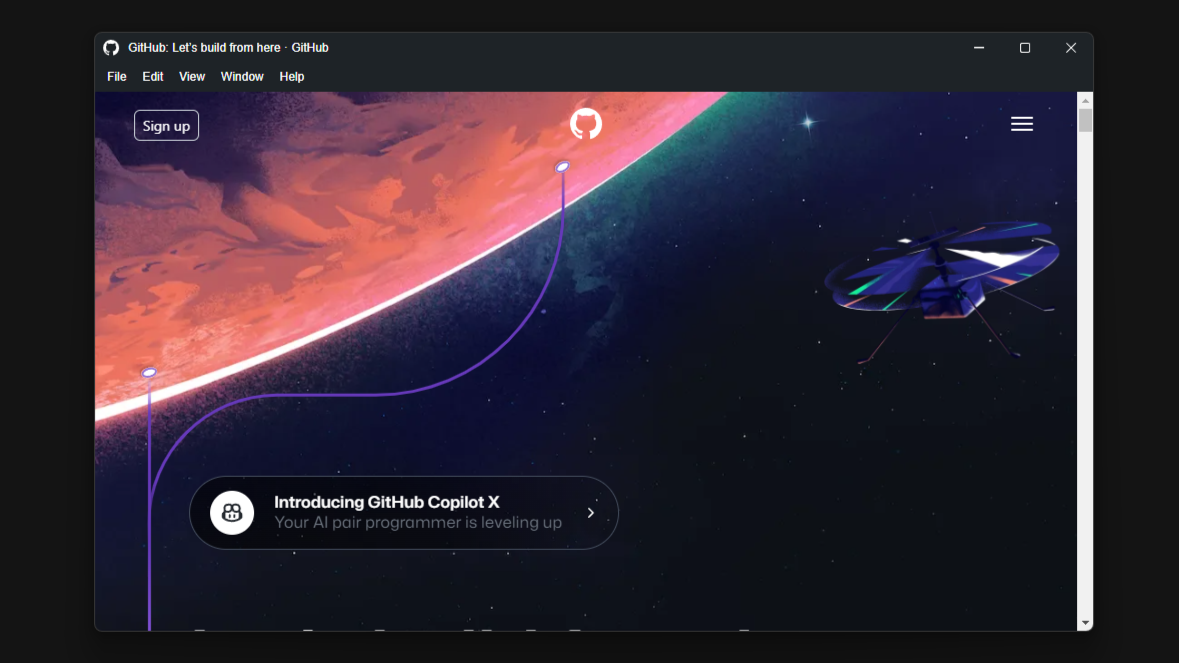 GitHub: Let's build from here · GitHub
File Edit View Window Help
Sign up
Introducing GitHub Copilot X
Your AI pair programmer is leveling up